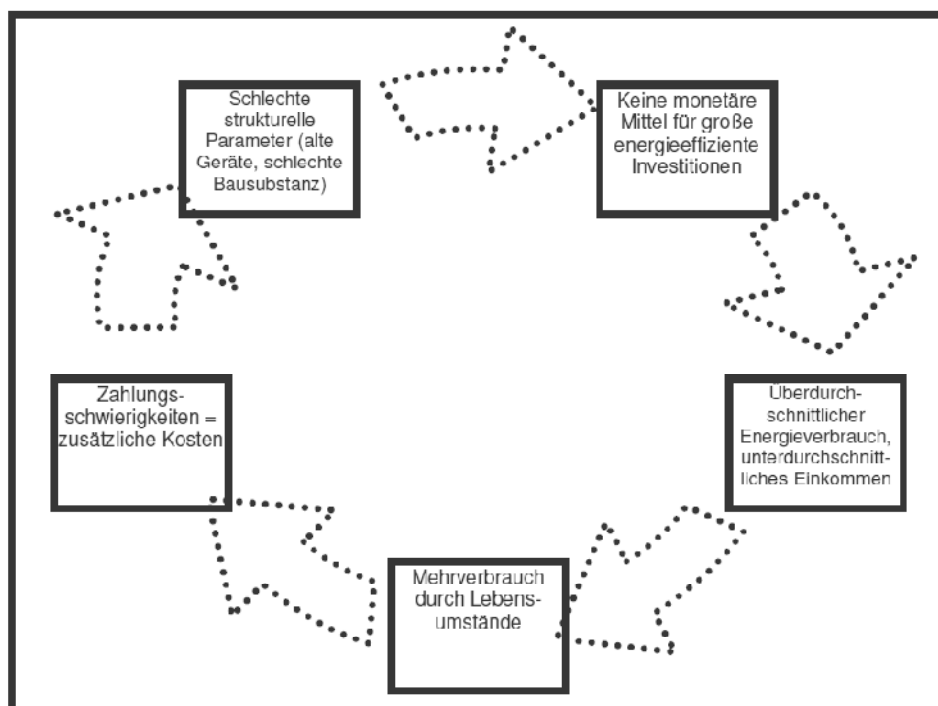 Schlechte
strukturelle
Parameter (alte
Geräte, schlechte
Bausubstanz)
Keine monetäre
Mittel für große
energieeffiziente
Investitionen
Überdurch-
schnittlicher
Energieverbrauch,
unterdurchschnitt-
liches Einkommen
Mehrverbrauch
durch Lebens-
umstände
Zahlungs-
schwierigkeiten =
zusätzliche Kosten